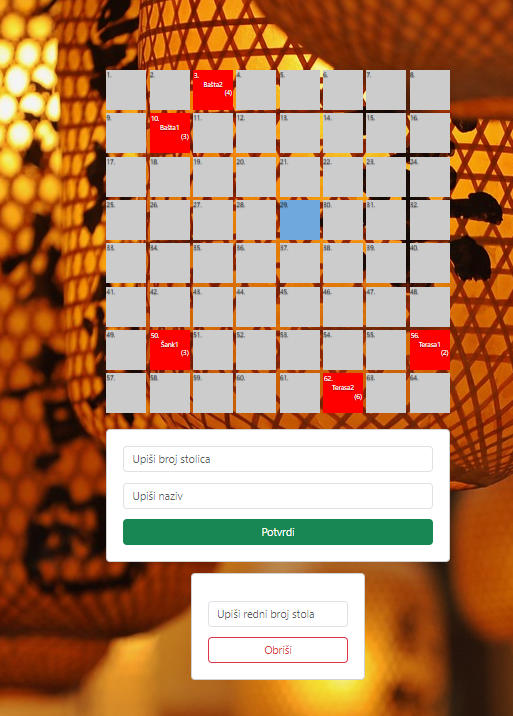 1. 2. 3. 4. 5. 6. 7. 8.
Bašta2
(4)
9. 10. 11. 12. 13. 14. 15. 16.
Bašta1
(3)
17. 18. 19. 20. 21. 22. 23. 24.
25. 26. 27. 28. 29. 30. 31. 32.
33. 34. 35. 36. 37. 38. 39. 40.
41. 42. 43. 44. 45. 46. 47. 48.
49. 50. 51. 52. 53. 54. 55. 56.
Šank1 Terasa1
(3) (2)
57. 58. 59. 60. 61. 62. 63. 64.
Terasa2
(6)
Upiši broj stolica
Upiši naziv
Potvrdi
Upiši redni broj stola
Obriši